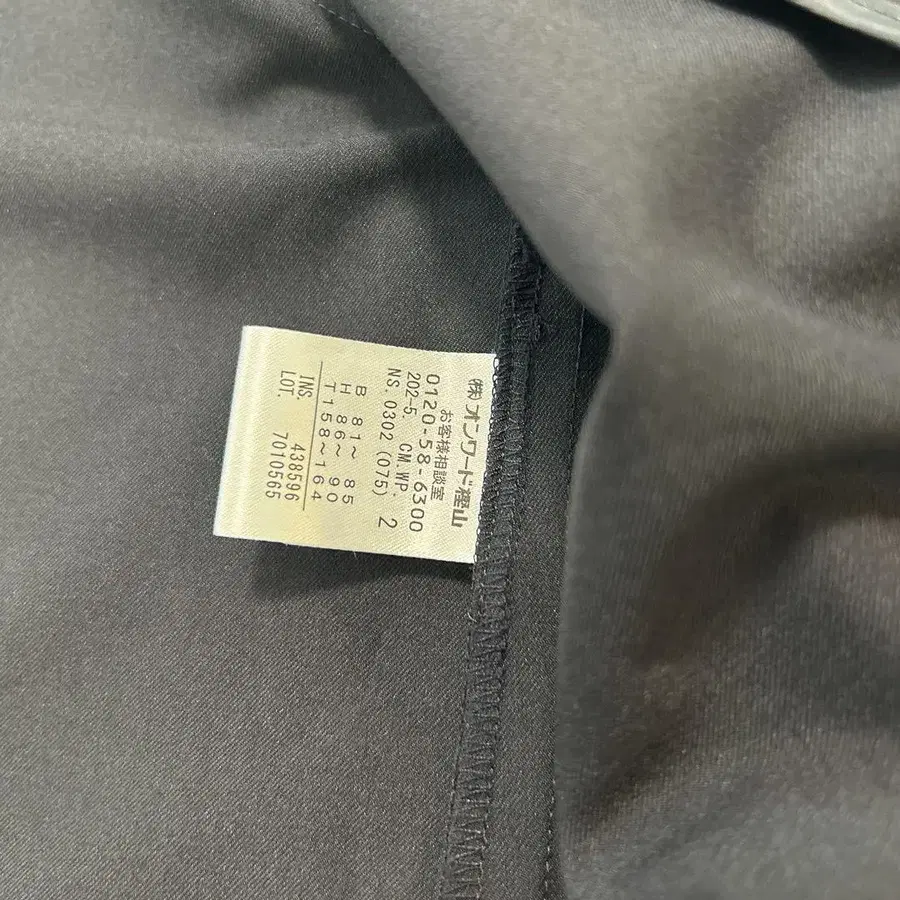 ㈱オンワード樫山
お客様相談室
0120-58-6300
202-5. CM.WP. 2
NS.0302(075)
B 81～ 85
H 86～ 90
T158～164
INS. 438596
LOT. 7010565